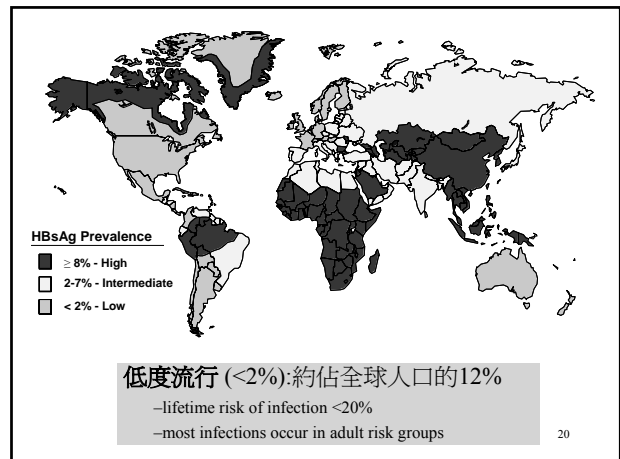 HBsAg Prevalence
≥ 8% - High
2-7% - Intermediate
< 2% - Low
低度流行 (<2%):約佔全球人口的12%
–lifetime risk of infection <20%
–most infections occur in adult risk groups
20